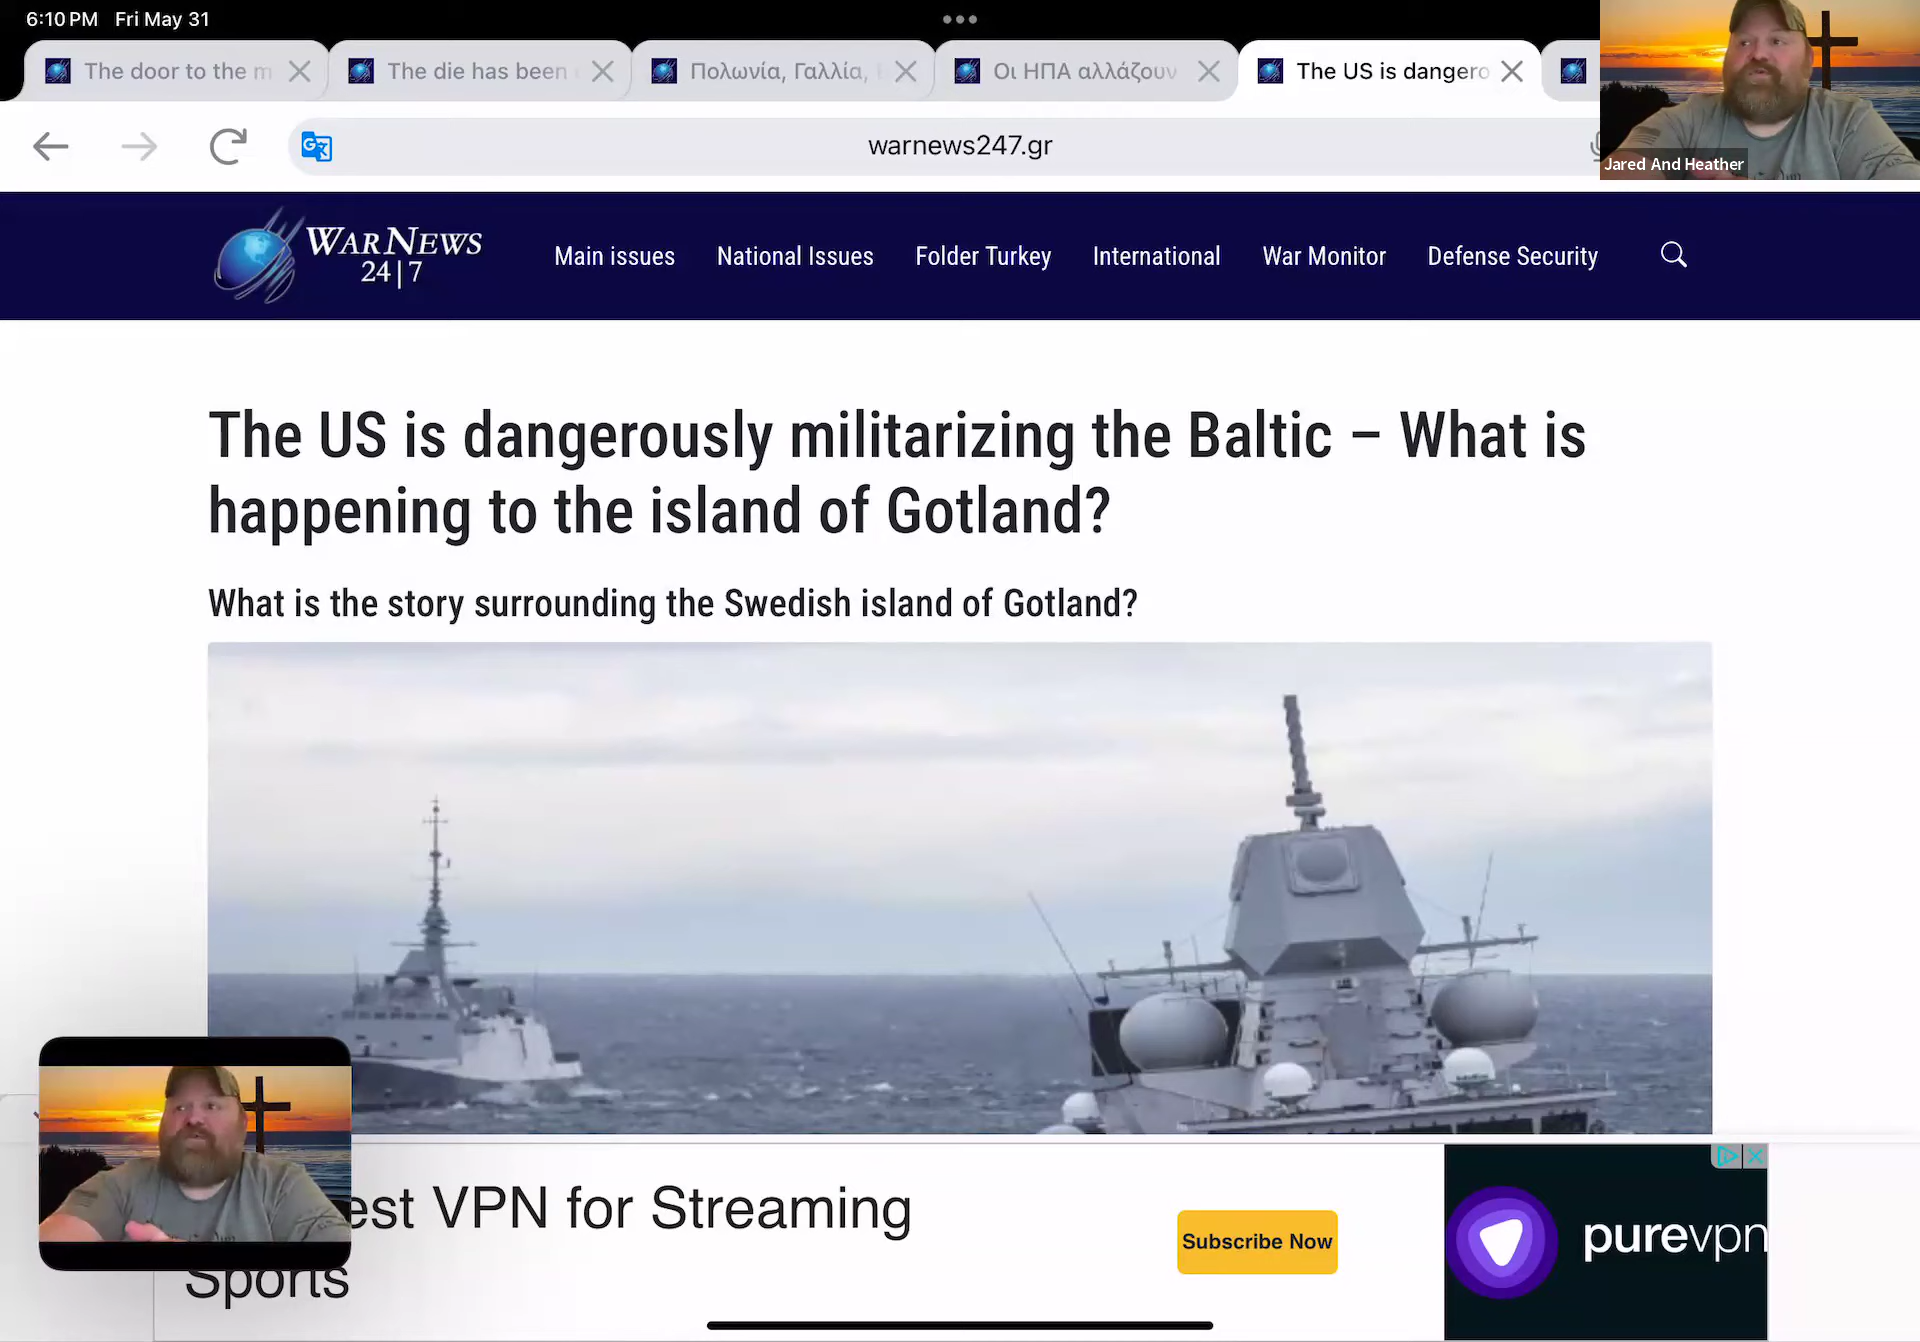 6:10 PM Fri May 31
The door to the m
The die has been
Πολωνία, Γαλλία,
Οι ΗΠΑ αλλάζουν
The US is dangero
warnews247.gr
Jared And Heather
WAR NEWS
24|7
Main issues
National Issues
Folder Turkey
International
War Monitor
Defense Security
The US is dangerously militarizing the Baltic – What is
happening to the island of Gotland?
What is the story surrounding the Swedish island of Gotland?
est VPN for Streaming
Sports
Subscribe Now
purevpn